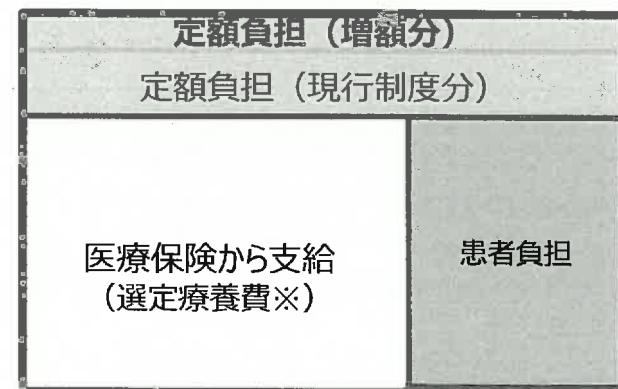 定額負担（増額分）
定額負担（現行制度分）
医療保険から支給
（選定療養費※）
患者負担